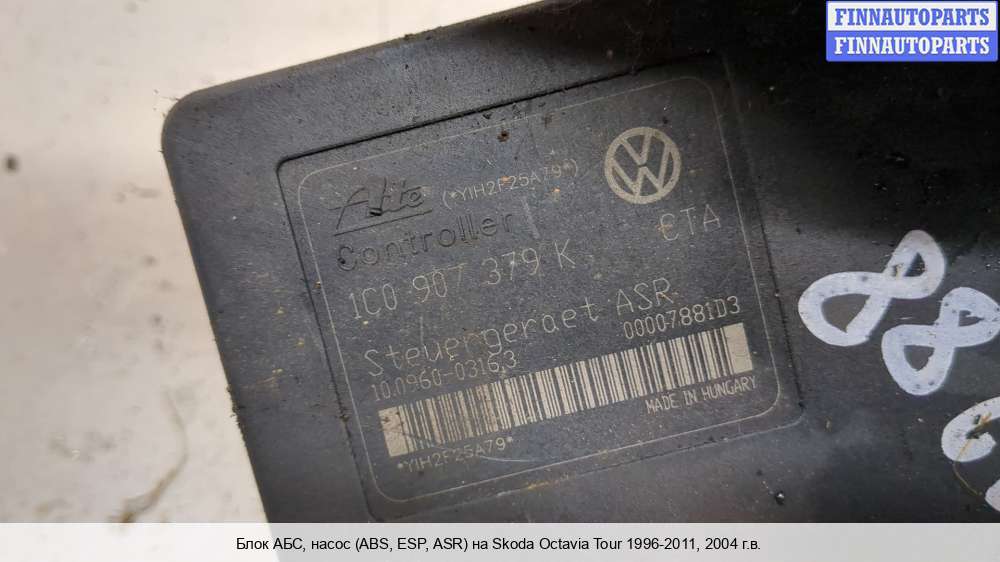 FINNAUTOPARTS
FINNAUTOPARTS
Ate (*YIH2F25A79*)
Controller
1C0 907 379 K ETA
Steuergeraet ASR
10.0960-0316.3 00007881D3
MADE IN HUNGARY
*YIH2F25A79*
88
Блок АБС, насос (ABS, ESP, ASR) на Skoda Octavia Tour 1996-2011, 2004 г.в.